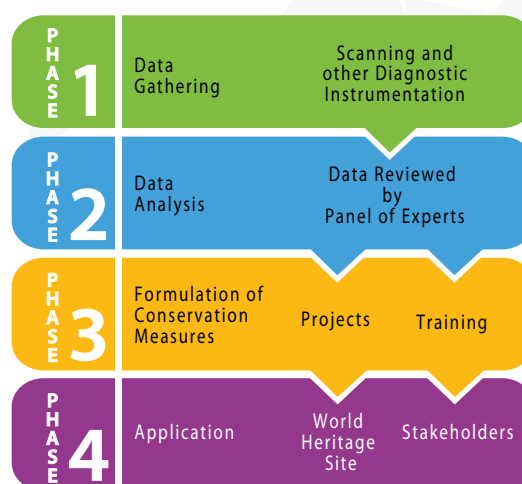 PHASE 1
Data
Gathering
Scanning and
other Diagnostic
Instrumentation
PHASE 2
Data
Analysis
Data Reviewed
by
Panel of Experts
PHASE 3
Formulation of
Conservation
Measures
Projects
Training
PHASE 4
Application
World
Heritage
Site
Stakeholders